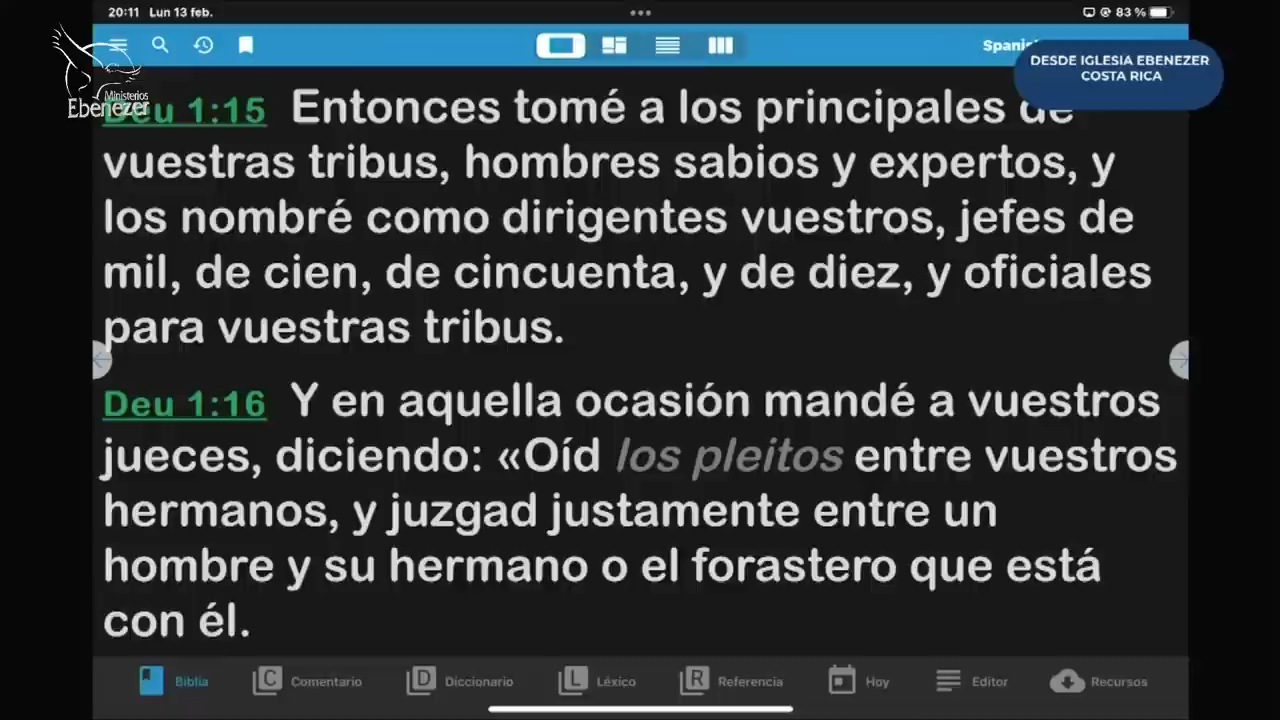 20:11 Lun 13 feb.
83 %
DESDE IGLESIA EBENEZER
COSTA RICA
Ministerios
Ebenezer
Deu 1:15 Entonces tomé a los principales de
vuestras tribus, hombres sabios y expertos, y
los nombré como dirigentes vuestros, jefes de
mil, de cien, de cincuenta, y de diez, y oficiales
para vuestras tribus.
Deu 1:16 Y en aquella ocasión mandé a vuestros
jueces, diciendo: «Oíd los pleitos entre vuestros
hermanos, y juzgad justamente entre un
hombre y su hermano o el forastero que está
con él.
Biblia Comentario Diccionario Léxico Referencia Hoy Editor Recursos